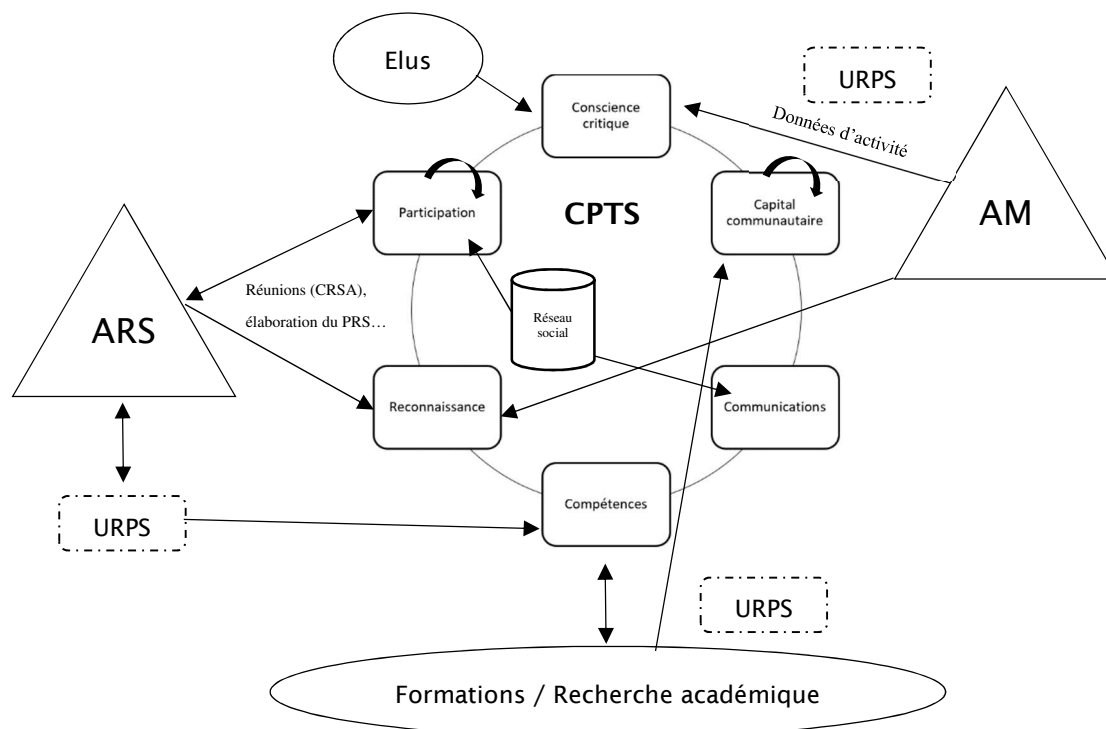 Elus
URPS
Conscience
critique
Données d’activité
Participation
CPTS
Capital
communautaire
AM
Réunions (CRSA),
élaboration du PRS…
ARS
Réseau
social
Reconnaissance
Communications
Compétences
URPS
URPS
Formations / Recherche académique